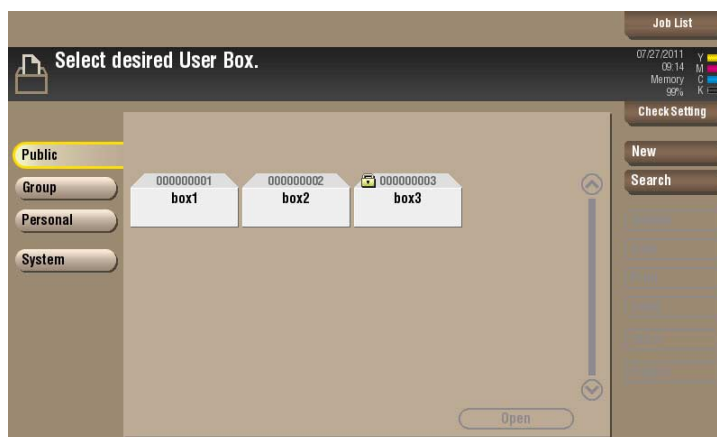 Job List
Select desired User Box.
07/27/2011
09:14
Memory
99%
Y
M
C
K
Check Setting
Public
Group
Personal
System
000000001
box1
000000002
box2
000000003
box3
New
Search
Open